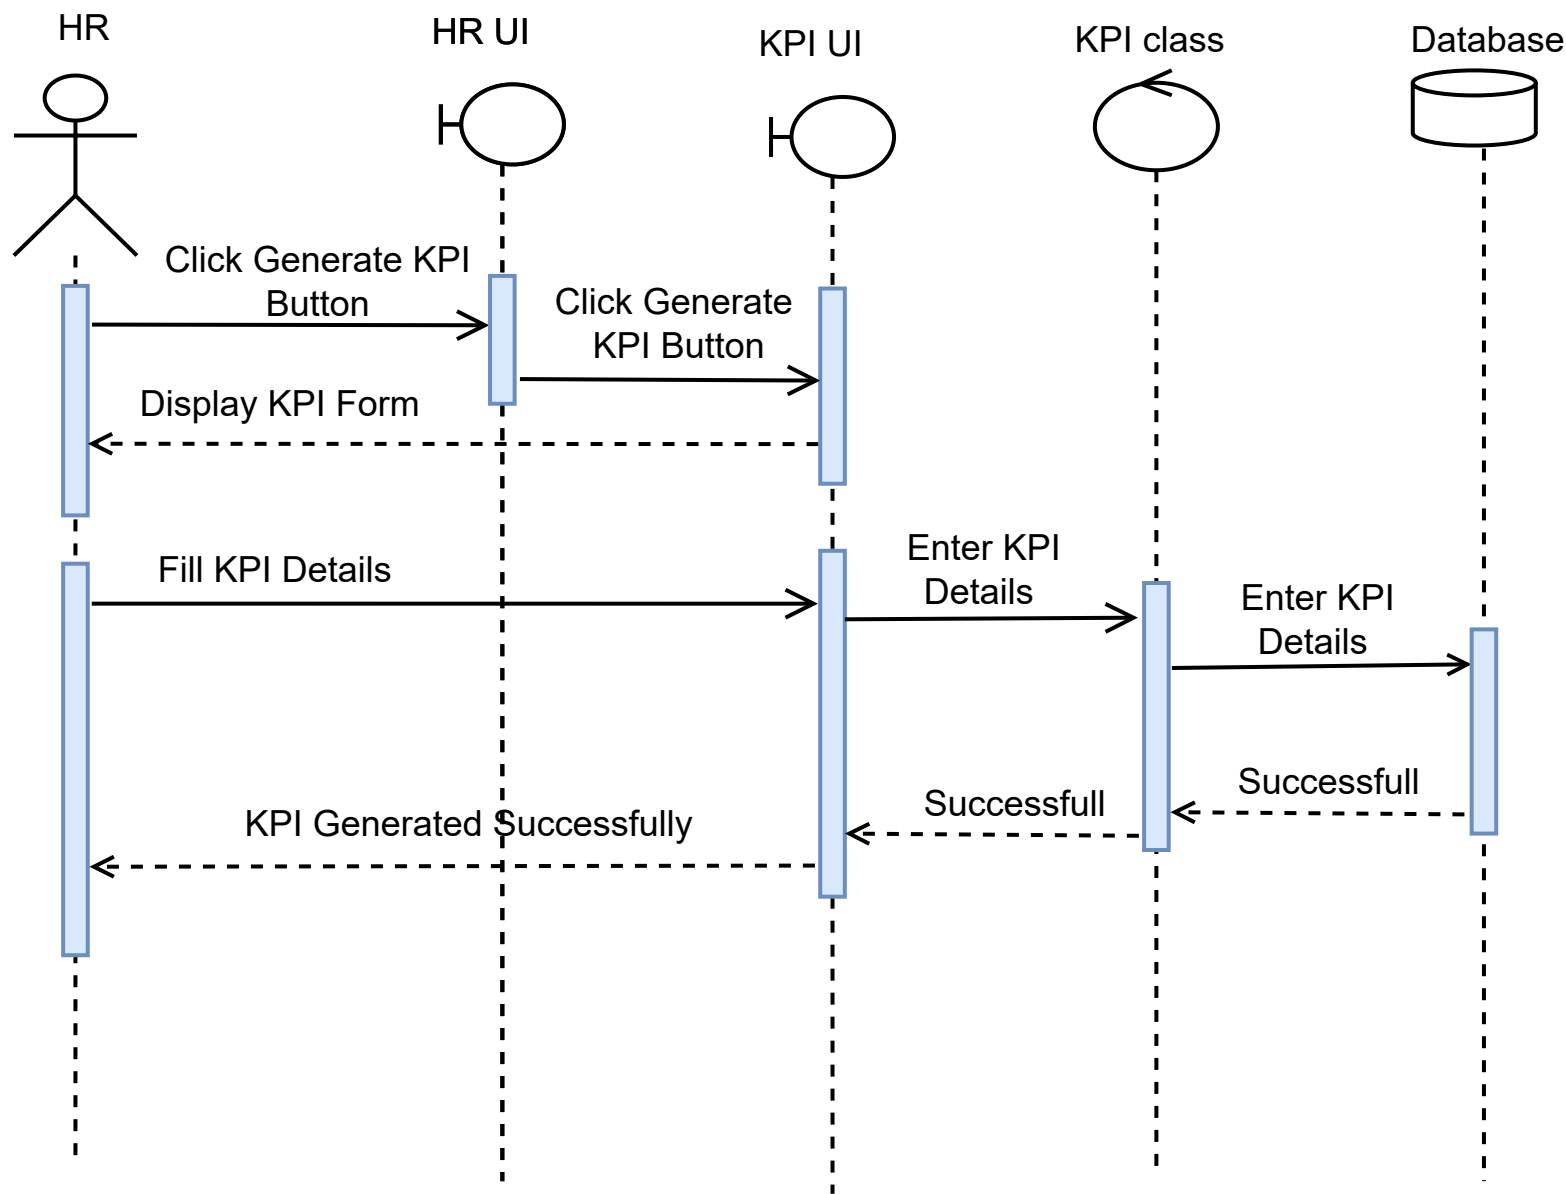 HR
HR UI
KPI UI
KPI class
Database
Click Generate KPI
Button
Click Generate
KPI Button
Display KPI Form
Fill KPI Details
Enter KPI
Details
Enter KPI
Details
Successfull
Successfull
KPI Generated Successfully